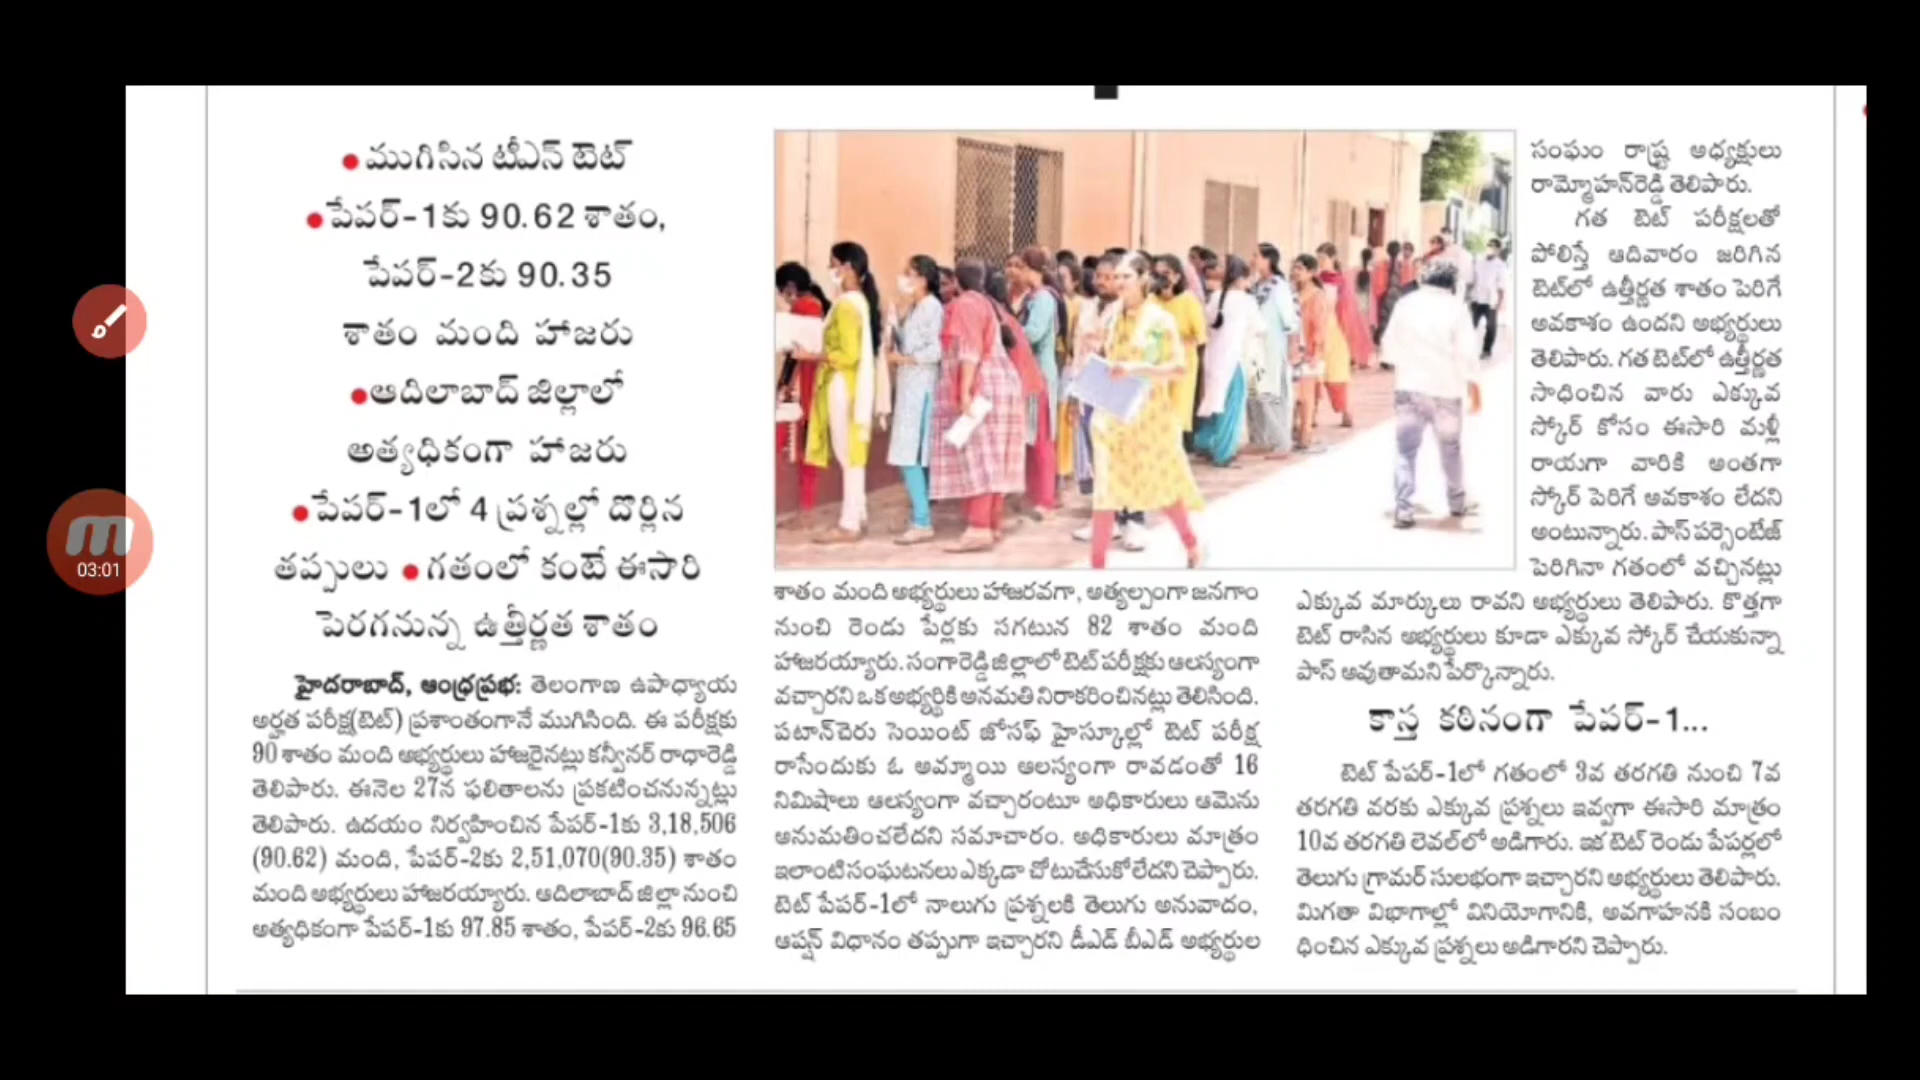 ● ముగిసిన టీఎస్ టెట్
● పేపర్-1కు 90.62 శాతం,
పేపర్-2కు 90.35
శాతం మంది హాజరు
● ఆదిలాబాద్ జిల్లాలో
అత్యధికంగా హాజరు
● పేపర్-1లో 4 ప్రశ్నల్లో దొర్లిన
తప్పులు ● గతంలో కంటే ఈసారి
పెరగనున్న ఉత్తీర్ణత శాతం
హైదరాబాద్, ఆంధ్రప్రభ: తెలంగాణ ఉపాధ్యాయ
అర్హత పరీక్ష(టెట్) ప్రశాంతంగానే ముగిసింది. ఈ పరీక్షకు
90 శాతం మంది అభ్యర్థులు హాజరైనట్లు కన్వీనర్ రాధారెడ్డి
తెలిపారు. ఈనెల 27న ఫలితాలను ప్రకటించనున్నట్లు
తెలిపారు. ఉదయం నిర్వహించిన పేపర్-1కు 3,18,506
(90.62) మంది, పేపర్-2కు 2,51,070(90.35) శాతం
మంది అభ్యర్థులు హాజరయ్యారు. ఆదిలాబాద్ జిల్లా నుంచి
అత్యధికంగా పేపర్-1కు 97.85 శాతం, పేపర్-2కు 96.65
శాతం మంది అభ్యర్థులు హాజరవగా, అత్యల్పంగా జనగాం
నుంచి రెండు పేర్లకు సగటున 82 శాతం మంది
హాజరయ్యారు. సంగారెడ్డి జిల్లాలో టెట్ పరీక్షకు ఆలస్యంగా
వచ్చారని ఒక అభ్యర్థికి అనమతి నిరాకరించినట్లు తెలిసింది.
పటాన్‌చెరు సెయింట్ జోసఫ్ హైస్కూల్లో టెట్ పరీక్ష
రాసేందుకు ఓ అమ్మాయి ఆలస్యంగా రావడంతో 16
నిమిషాలు ఆలస్యంగా వచ్చారంటూ అధికారులు ఆమెను
అనుమతించలేదని సమాచారం. అధికారులు మాత్రం
ఇలాంటి సంఘటనలు ఎక్కడా చోటుచేసుకోలేదని చెప్పారు.
టెట్ పేపర్-1లో నాలుగు ప్రశ్నలకి తెలుగు అనువాదం,
ఆప్షన్ విధానం తప్పుగా ఇచ్చారని డీఎడ్ బీఎడ్ అభ్యర్థుల
సంఘం రాష్ట్ర అధ్యక్షులు
రామ్మోహన్‌రెడ్డి తెలిపారు.
గత టెట్ పరీక్షలతో
పోలిస్తే ఆదివారం జరిగిన
టెట్‌లో ఉత్తీర్ణత శాతం పెరిగే
అవకాశం ఉందని అభ్యర్థులు
తెలిపారు. గత టెట్‌లో ఉత్తీర్ణత
సాధించిన వారు ఎక్కువ
స్కోర్ కోసం ఈసారి మళ్లీ
రాయగా వారికి అంతగా
స్కోర్ పెరిగే అవకాశం లేదని
అంటున్నారు. పాస్ పర్సెంటేజ్
పెరిగినా గతంలో వచ్చినట్లు
ఎక్కువ మార్కులు రావని అభ్యర్థులు తెలిపారు. కొత్తగా
టెట్ రాసిన అభ్యర్థులు కూడా ఎక్కువ స్కోర్ చేయకున్నా
పాస్ అవుతామని పేర్కొన్నారు.
కాస్త కఠినంగా పేపర్-1...
టెట్ పేపర్-1లో గతంలో 3వ తరగతి నుంచి 7వ
తరగతి వరకు ఎక్కువ ప్రశ్నలు ఇవ్వగా ఈసారి మాత్రం
10వ తరగతి లెవల్‌లో అడిగారు. ఇక టెట్ రెండు పేపర్లలో
తెలుగు గ్రామర్ సులభంగా ఇచ్చారని అభ్యర్థులు తెలిపారు.
మిగతా విభాగాల్లో వినియోగానికి, అవగాహనకి సంబం
ధించిన ఎక్కువ ప్రశ్నలు అడిగారని చెప్పారు.
03:01